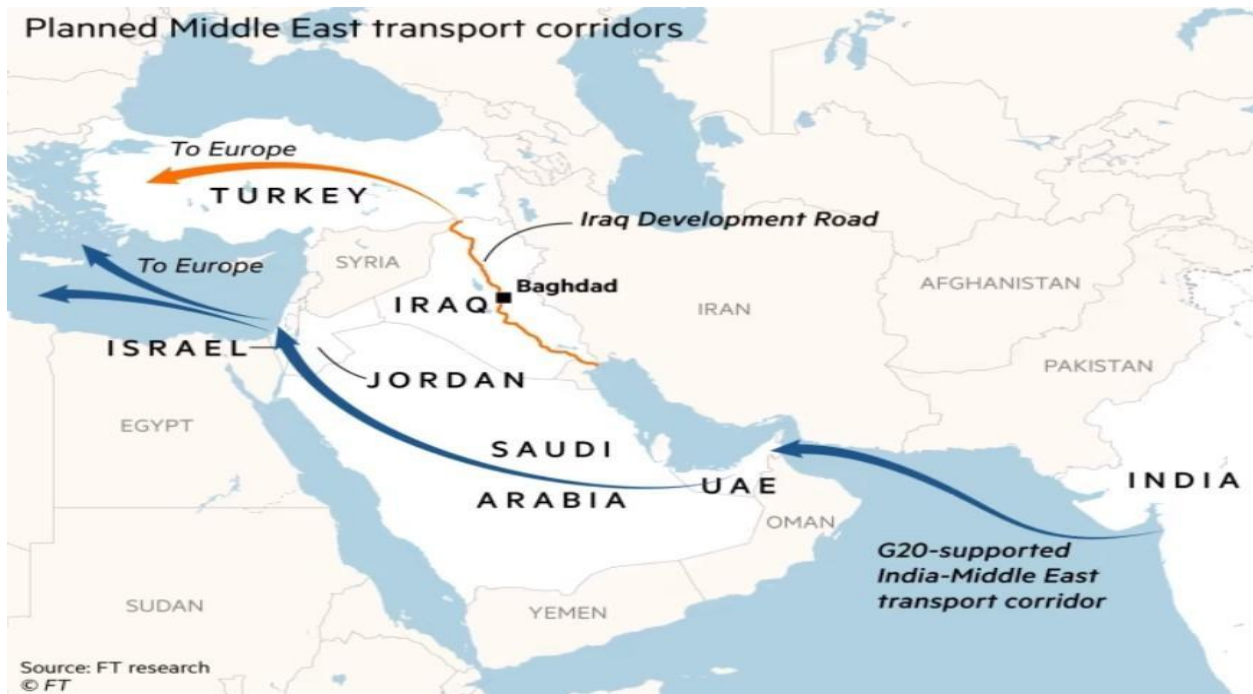 Planned Middle East transport corridors
To Europe
TURKEY
Iraq Development Road
To Europe
SYRIA
Baghdad
IRAQ
IRAN
AFGHANISTAN
ISRAEL
JORDAN
PAKISTAN
EGYPT
SAUDI
ARABIA
UAE
INDIA
OMAN
G20-supported
India-Middle East
transport corridor
SUDAN
YEMEN
Source: FT research
© FT